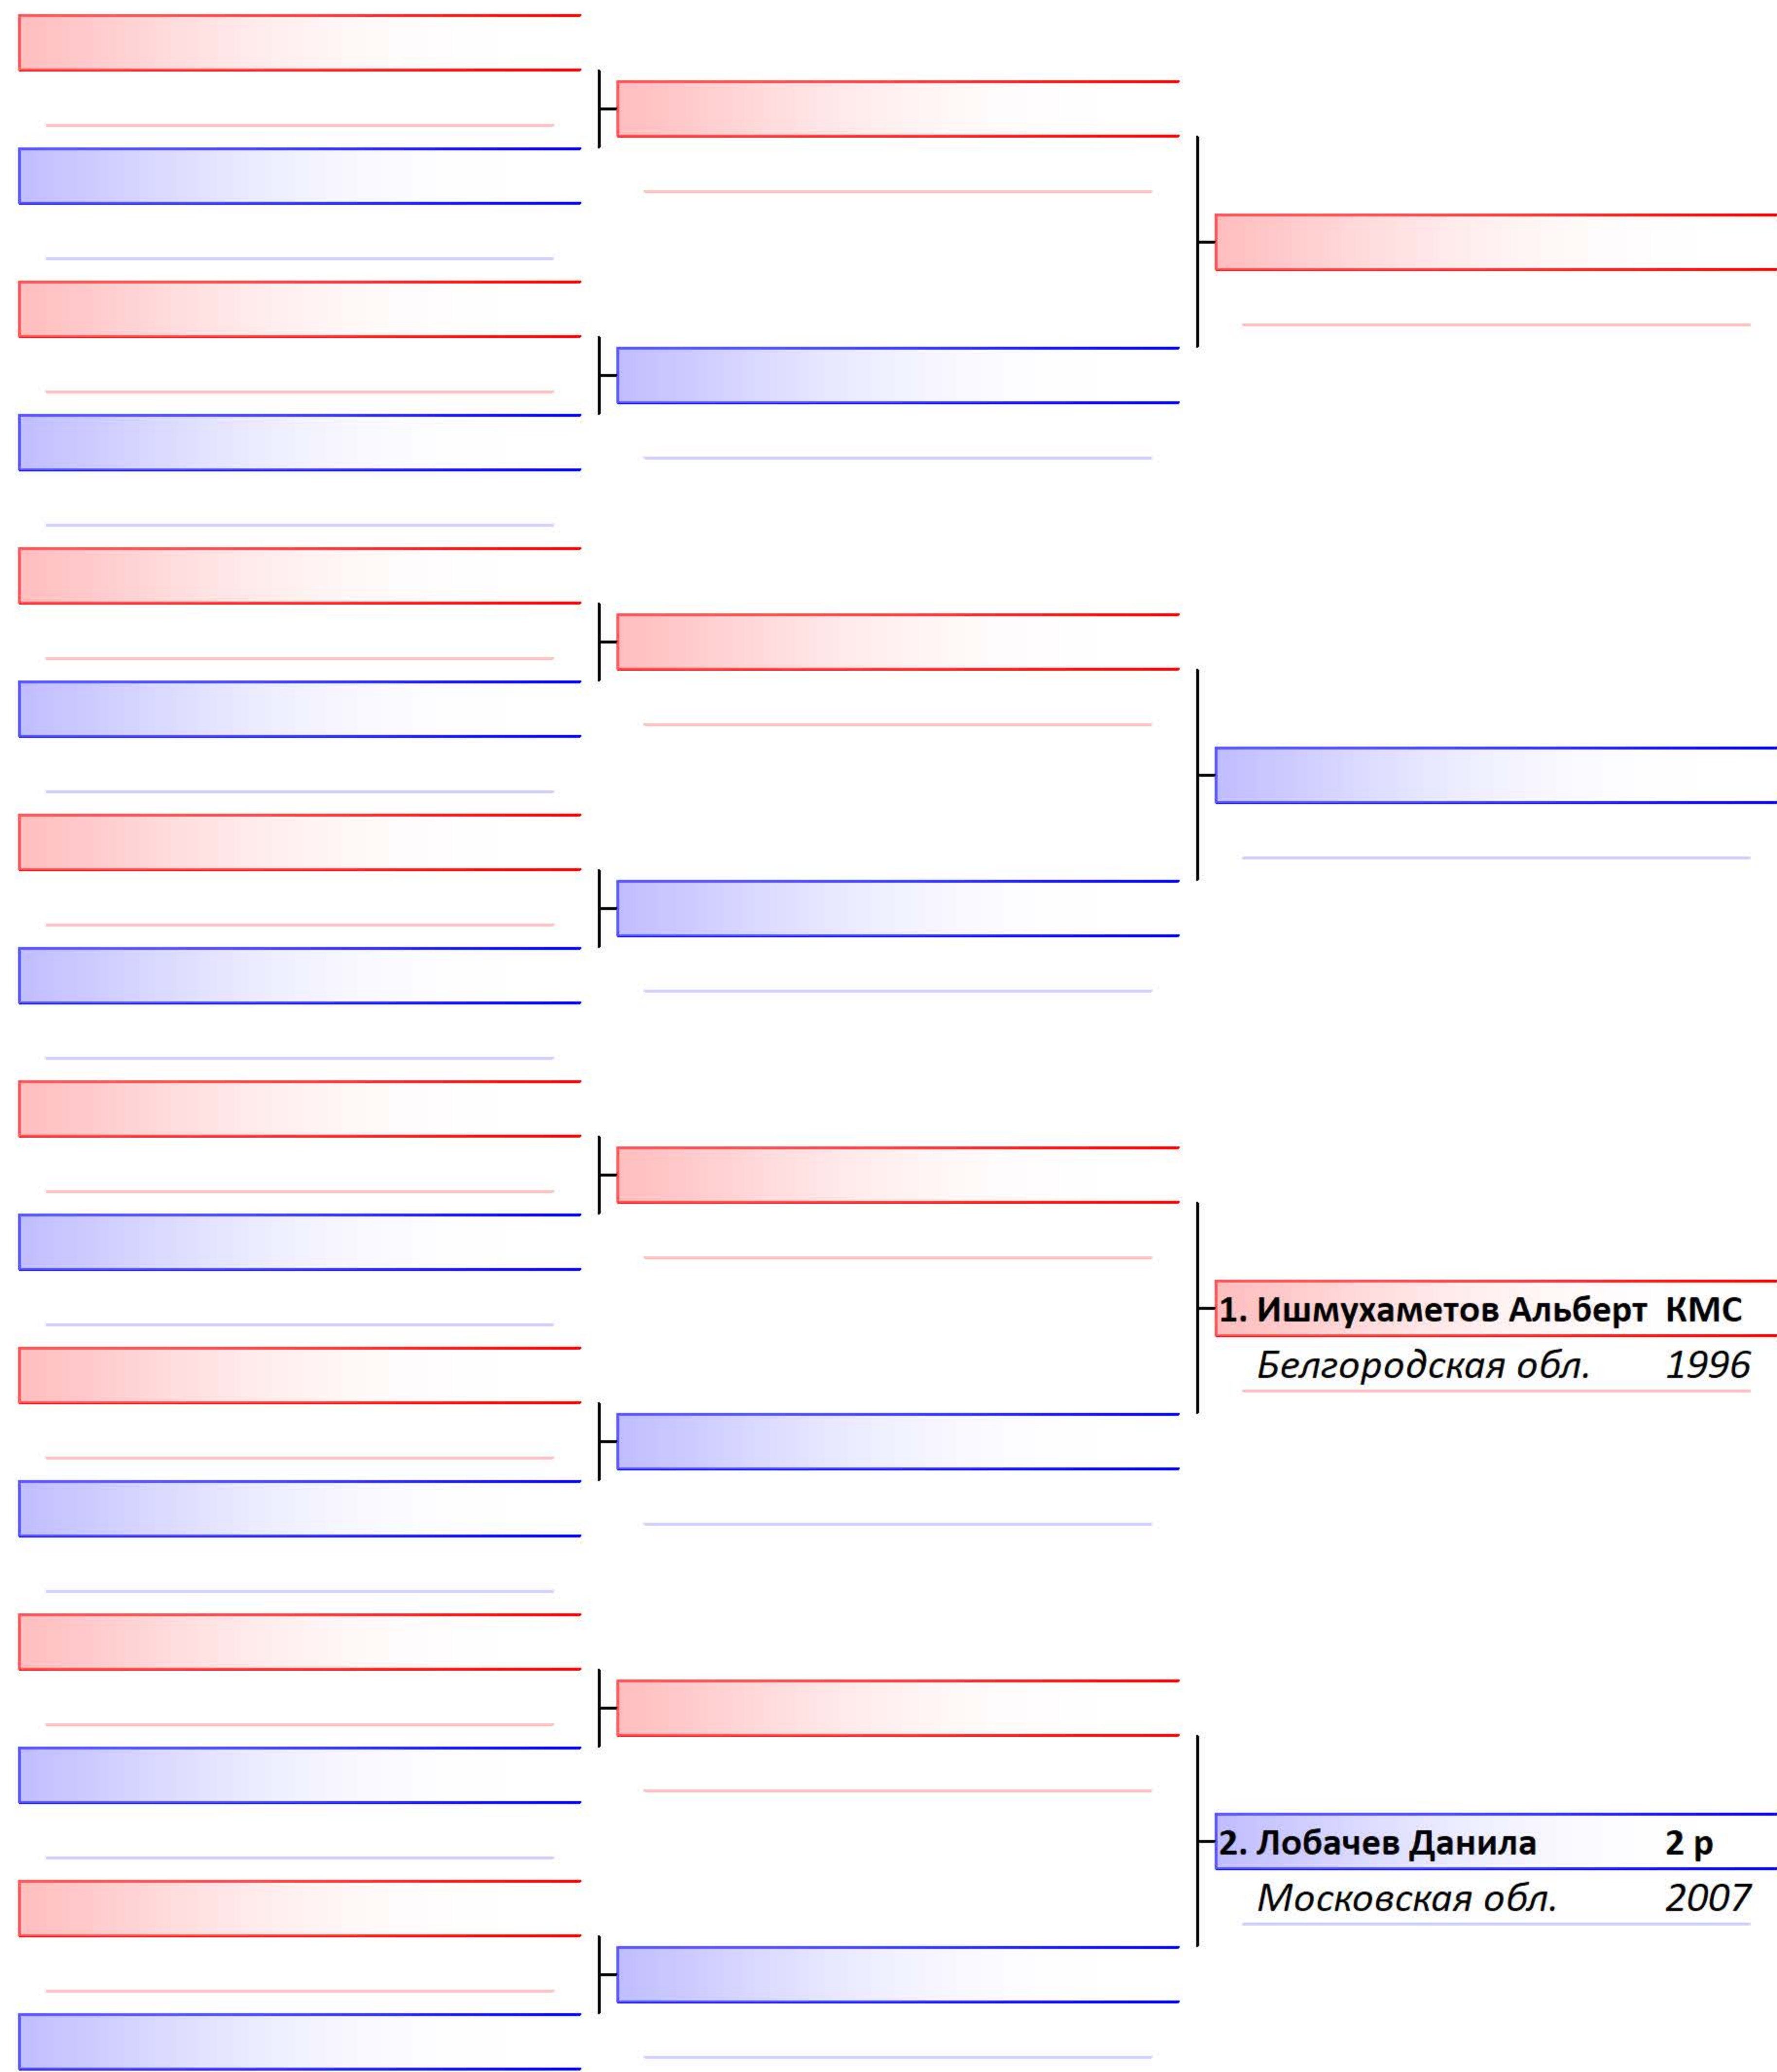 1. Ишмухаметов Альберт КМС
Белгородская обл. 1996
2. Лобачев Данила 2 р
Московская обл. 2007